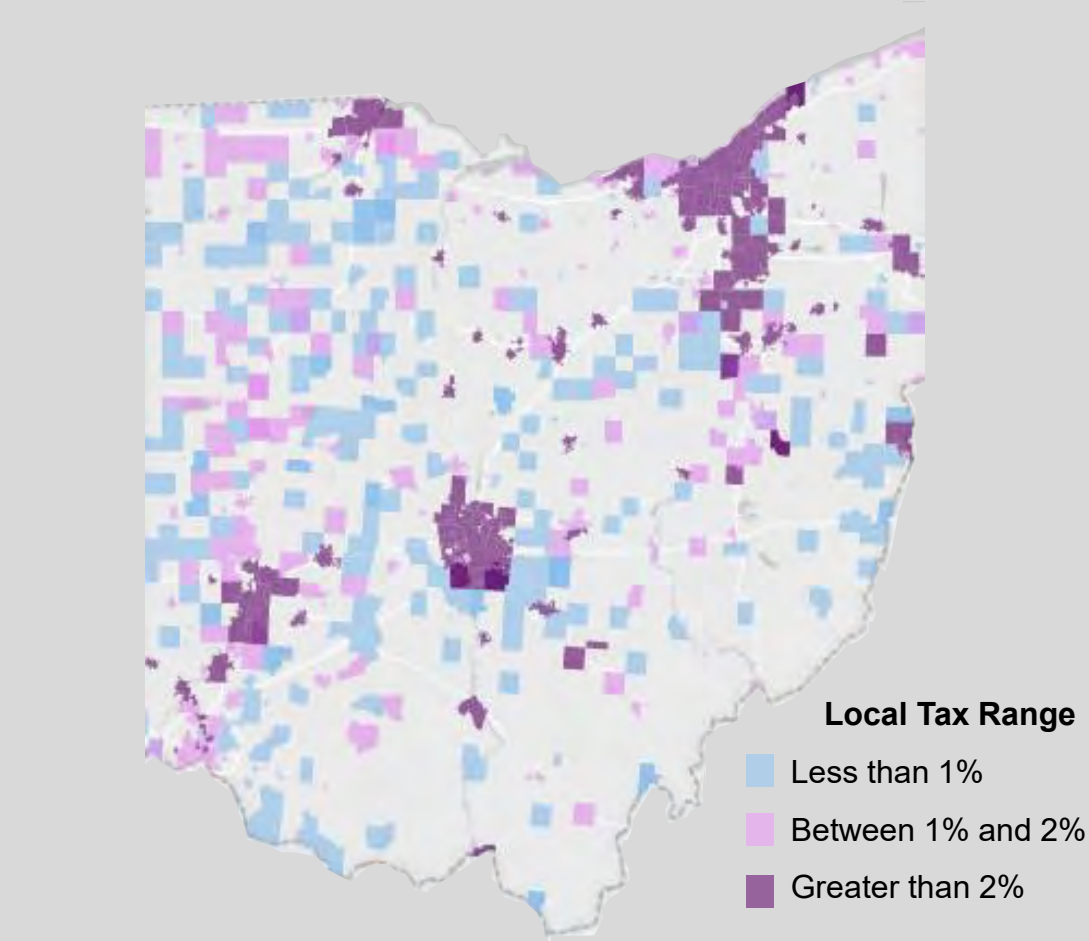 Local Tax Range
Less than 1%
Between 1% and 2%
Greater than 2%